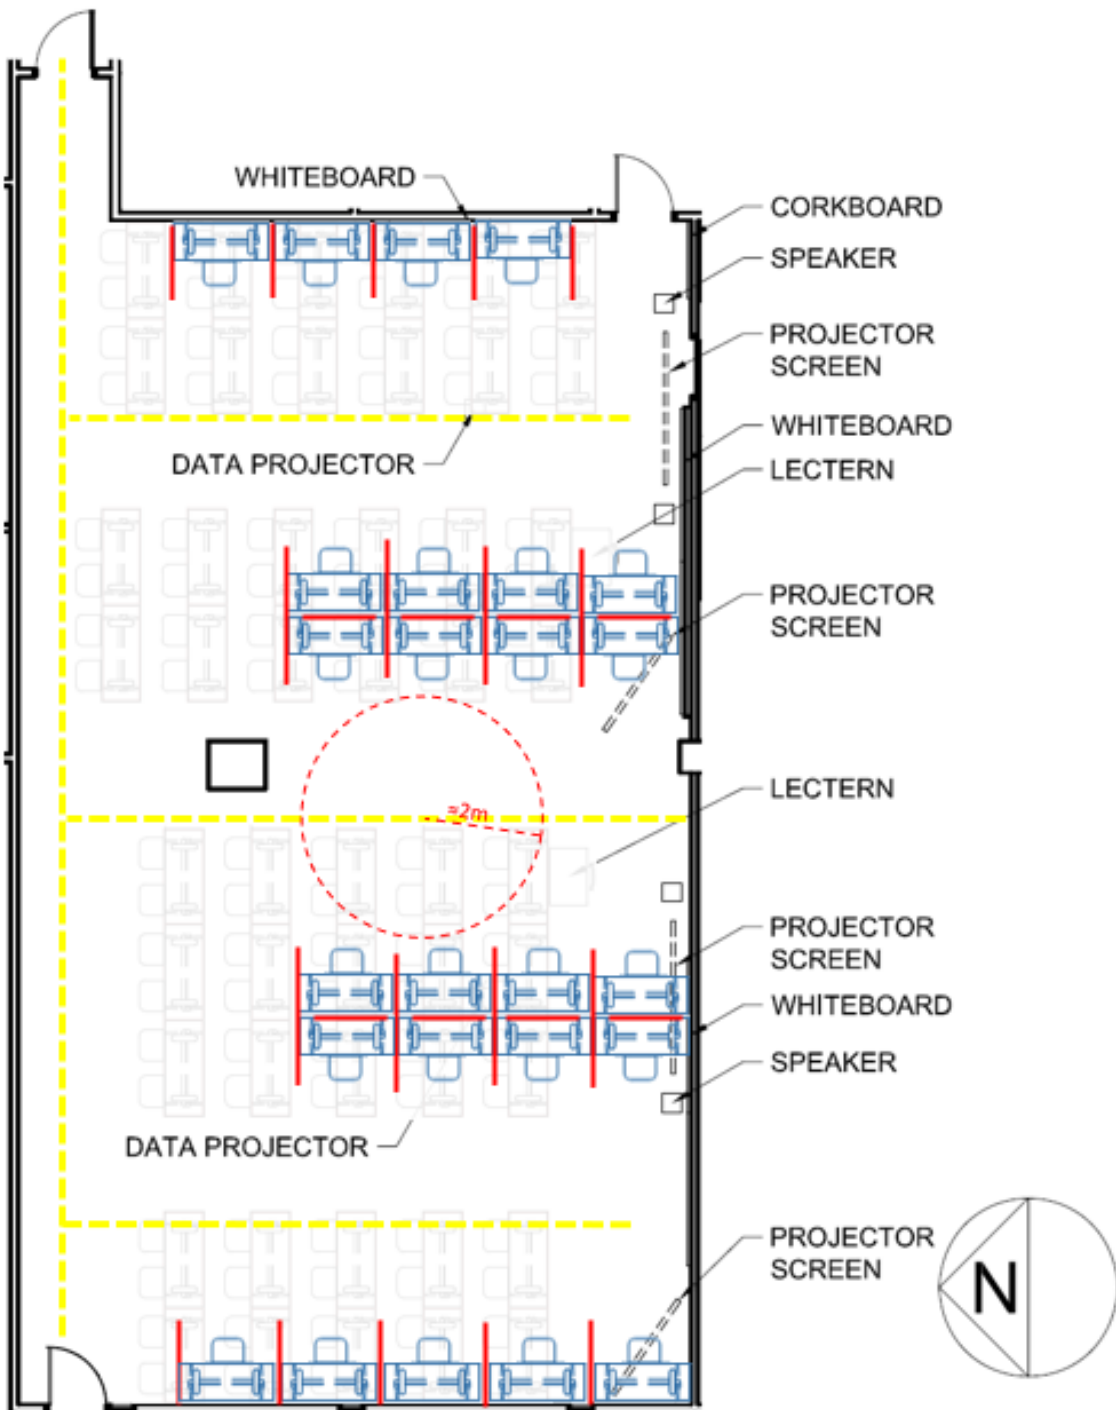 WHITEBOARD
CORKBOARD
SPEAKER
PROJECTOR
SCREEN
WHITEBOARD
DATA PROJECTOR
LECTERN
PROJECTOR
SCREEN
LECTERN
=2m
PROJECTOR
SCREEN
WHITEBOARD
SPEAKER
DATA PROJECTOR
PROJECTOR
SCREEN
N